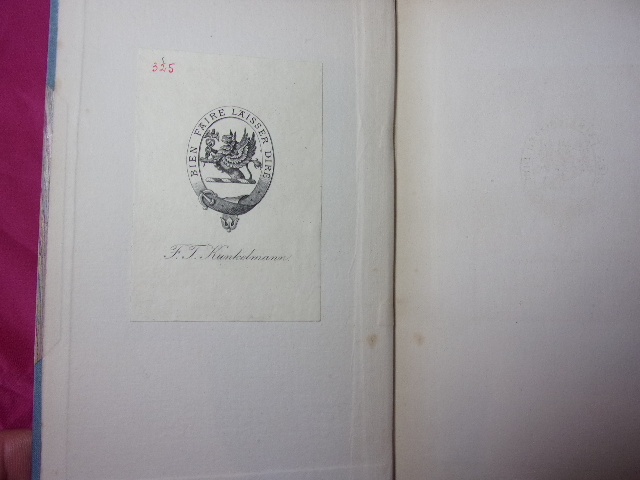 325
BIEN FAIRE LAISSER DIRE
F. T. Kunkelmann.